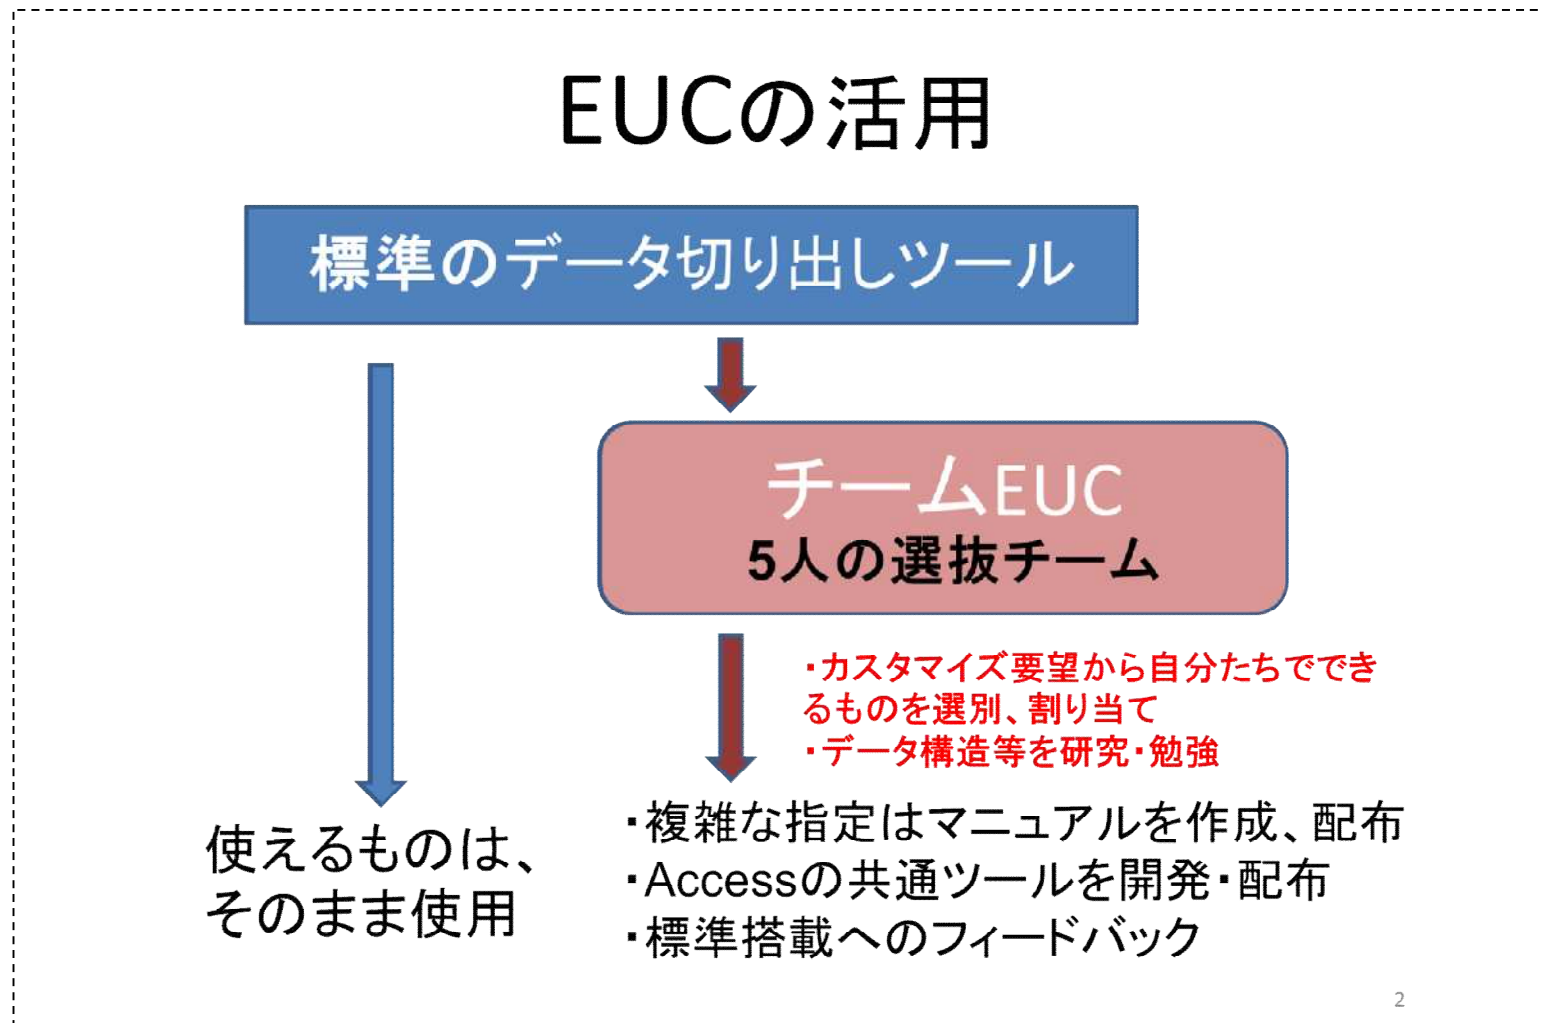 EUCの活用
標準のデータ切り出しツール
チームEUC
5人の選抜チーム
・カスタマイズ要望から自分たちででき
るものを選別、割り当て
・データ構造等を研究・勉強
使えるものは、
そのまま使用
・複雑な指定はマニュアルを作成、配布
・Accessの共通ツールを開発・配布
・標準搭載へのフィードバック
2